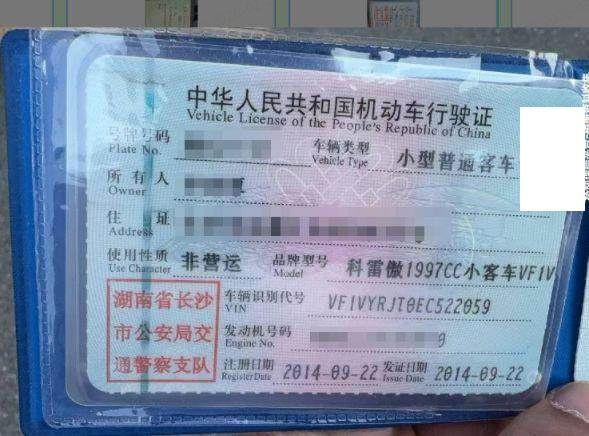 中华人民共和国机动车行驶证
Vehicle License of the People's Republic of China
号牌号码
Plate No.
车辆类型 小型普通客车
Vehicle Type
所有人
Owner
住址
Address
使用性质 非营运 品牌型号 科雷傲1997CC小客车VF1V
Use Character Model
湖南省长沙
市公安局交
通警察支队
车辆识别代号 VF1VYRJT0EC522059
VIN
发动机号码
Engine No.
注册日期 2014-09-22 发证日期 2014-09-22
Register Date Issue Date